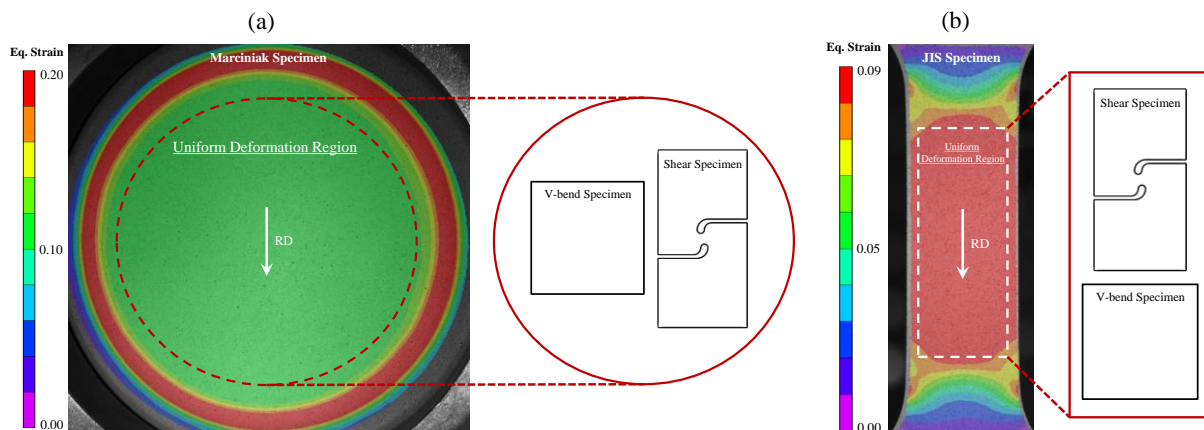 (a)
Eq. Strain
0.20
0.10
0.00
Marciniak Specimen
Uniform Deformation Region
RD
V-bend Specimen
Shear Specimen
(b)
Eq. Strain
0.09
0.05
0.00
JIS Specimen
Uniform
Deformation Region
RD
Shear Specimen
V-bend Specimen